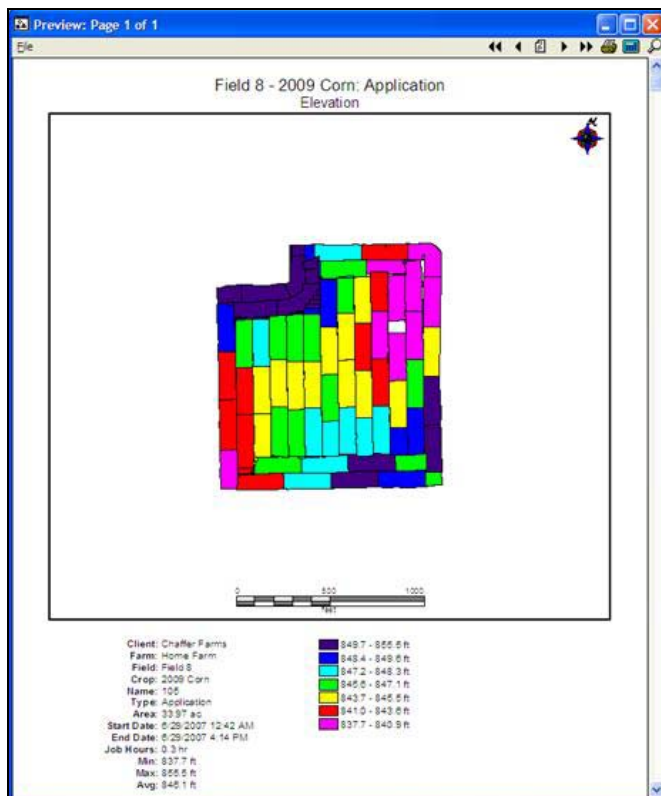 Preview: Page 1 of 1
File
Field 8 - 2009 Corn: Application
Elevation
N
0 500 1000
Feet
Client: Chaffer Farms
Farm: Home Farm
Field: Field 8
Crop: 2009 Corn
Name: 105
Type: Application
Area: 33.97 ac
Start Date: 6/29/2007 12:42 AM
End Date: 6/29/2007 4:14 PM
Job Hours: 0.3 hr
Min: 837.7 ft
Max: 855.5 ft
Avg: 845.1 ft
849.7 - 855.5 ft
848.4 - 849.6 ft
847.2 - 848.3 ft
845.6 - 847.1 ft
843.7 - 845.5 ft
841.0 - 843.6 ft
837.7 - 840.9 ft